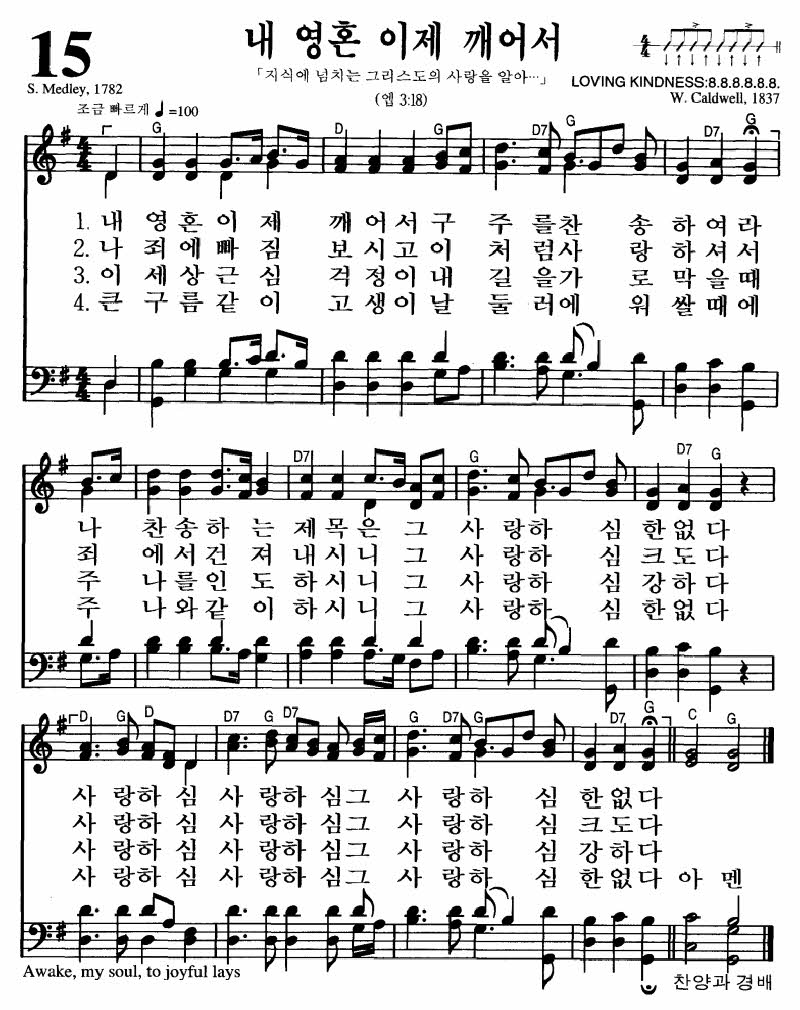 15
내 영혼 이제 깨어서
「지식에 넘치는 그리스도의 사랑을 알아…」
(엡 3:18)
S. Medley, 1782
LOVING KINDNESS:8.8.8.8.8.8.
W. Caldwell, 1837
조금 빠르게 ♩=100
G D G D7 G
1. 내 영혼이 제 깨어서구 주를찬 송하여라
2. 나 죄에빠 짐 보시고이 처럼사 랑하셔서
3. 이 세상근 심 걱정이내 길을가 로막을때
4. 큰 구름같 이 고생이날 둘러에 워쌀때에
G D7 G D7 G
나 찬송하는제목은그 사랑하 심한없다
죄 에서건져내시니그 사랑하 심크도다
주 나를인도하시니그 사랑하 심강하다
주 나와같이하시니그 사랑하 심한없다
D7 G D D7 G D7 G D7 G D7 G C G
사랑하심사랑하심그 사랑하 심한없다
사랑하심사랑하심그 사랑하 심크도다
사랑하심사랑하심그 사랑하 심강하다
사랑하심사랑하심그 사랑하 심한없다아멘
Awake, my soul, to joyful lays
찬양과 경배